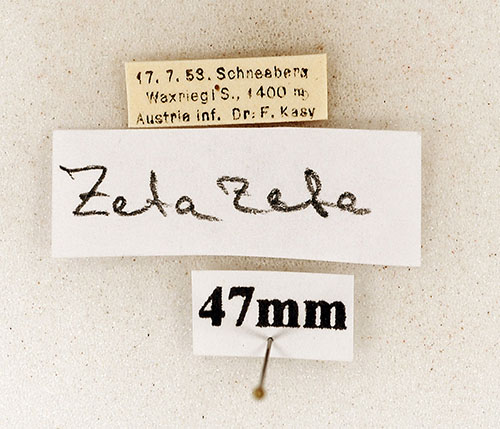 17. 7. 53. Schneeberg
Waxriegl S., 1400 m
Austria inf. Dr. F. Kasy
Zeta Zeta
47mm